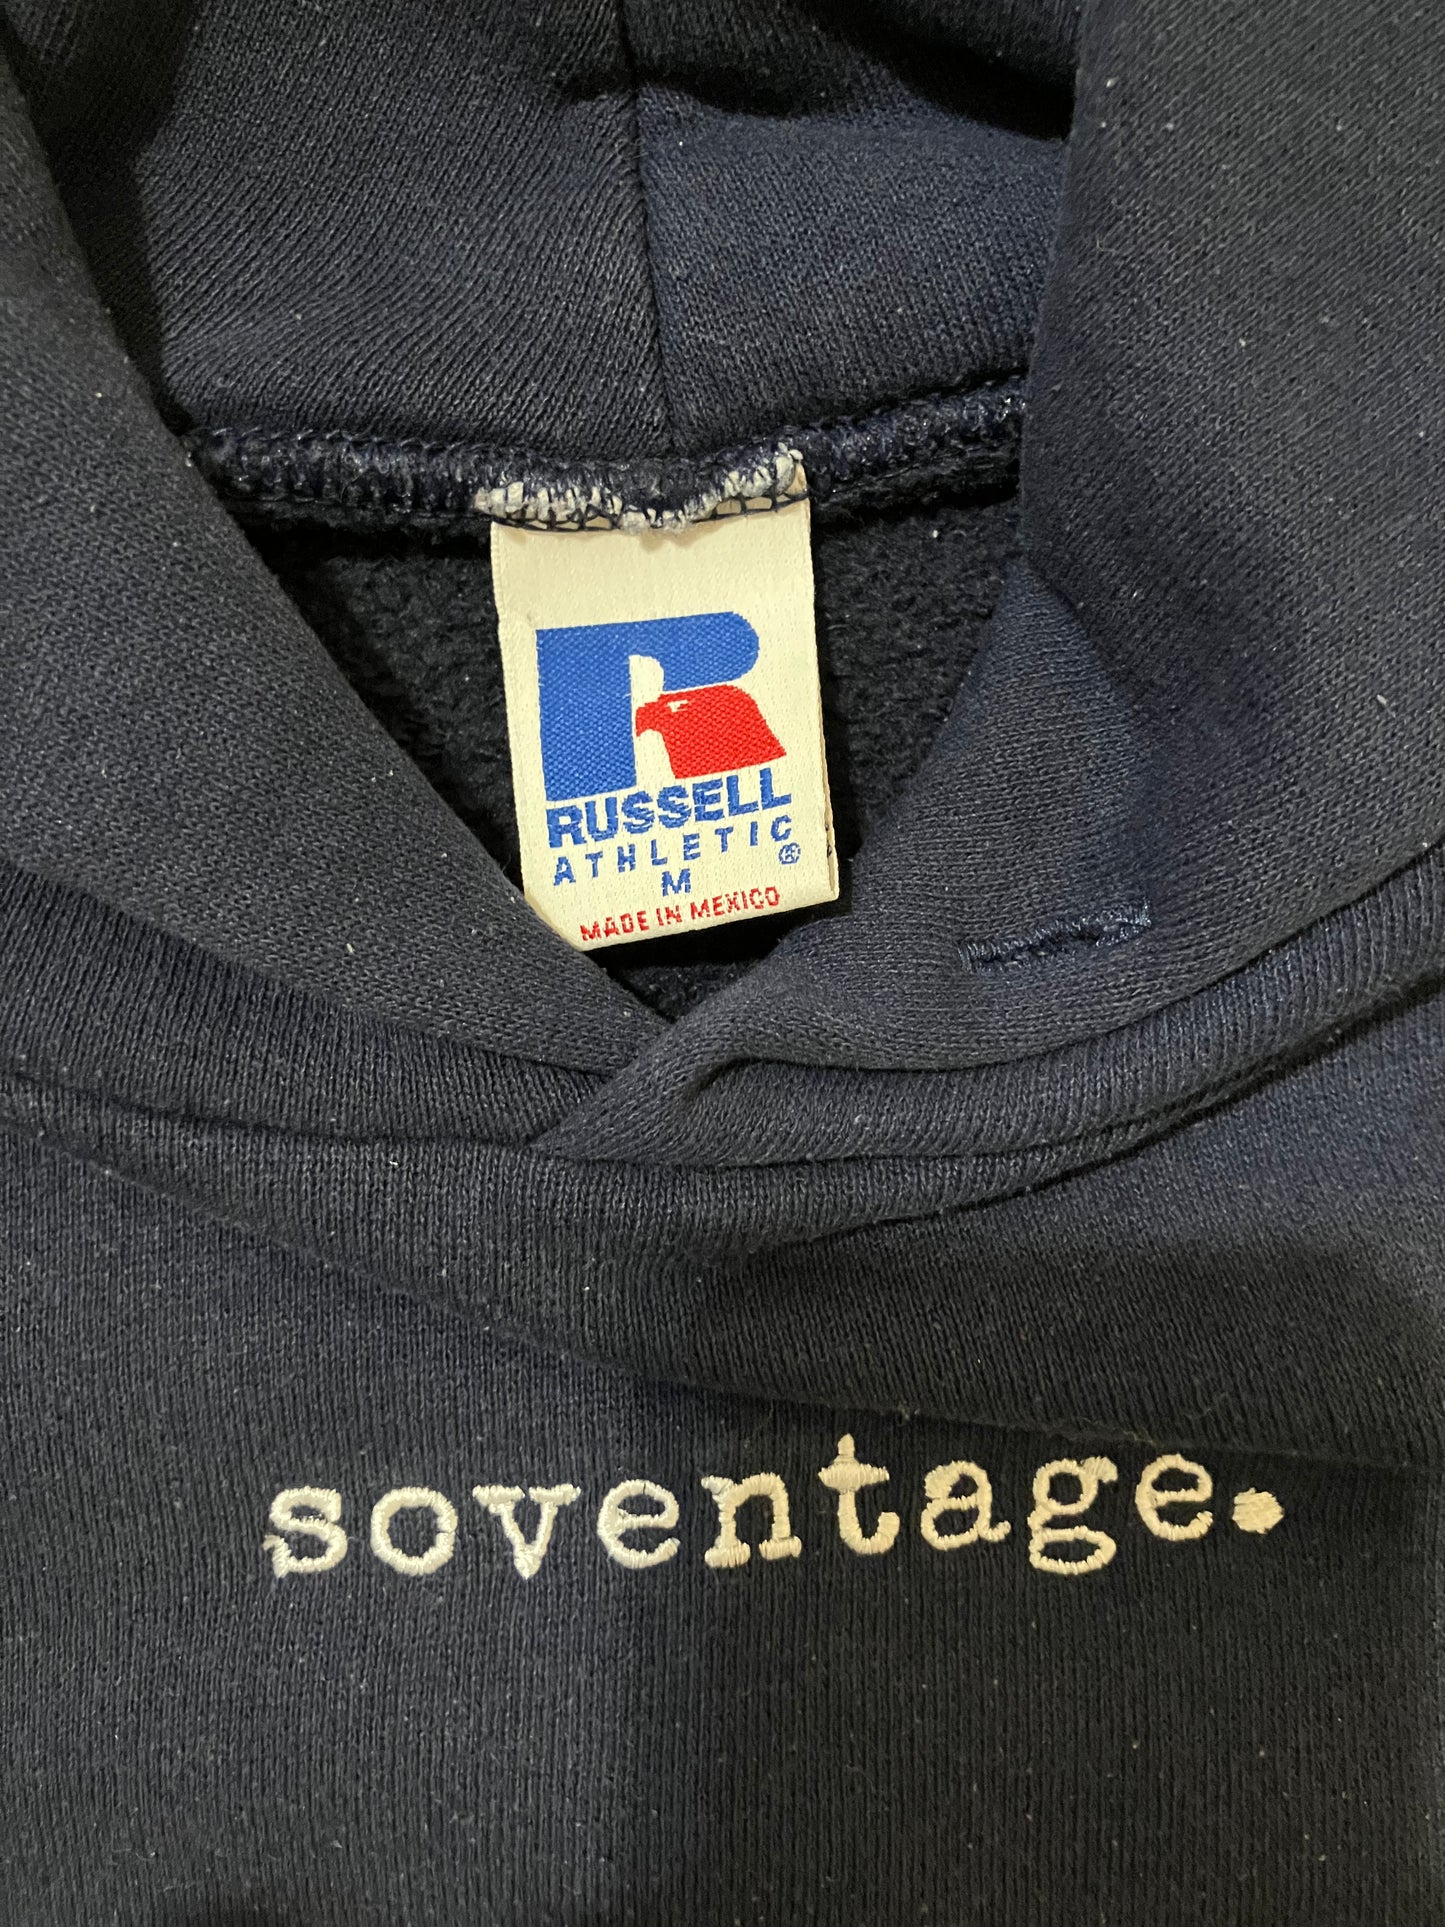 RUSSELL
ATHLETIC ®
M
MADE IN MEXICO
soventage.